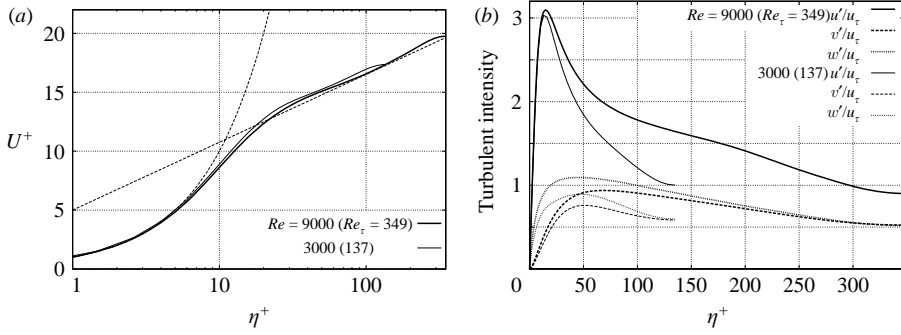 (a)
20
15
U+
10
5
0
Re = 9000 (Reτ = 349)
3000 (137)
1
10
100
η+
(b)
3
2
1
Turbulent intensity
Re = 9000 (Reτ = 349) u′/uτ
v′/uτ
w′/uτ
3000 (137) u′/uτ
v′/uτ
w′/uτ
0
50
100
150
200
250
300
η+